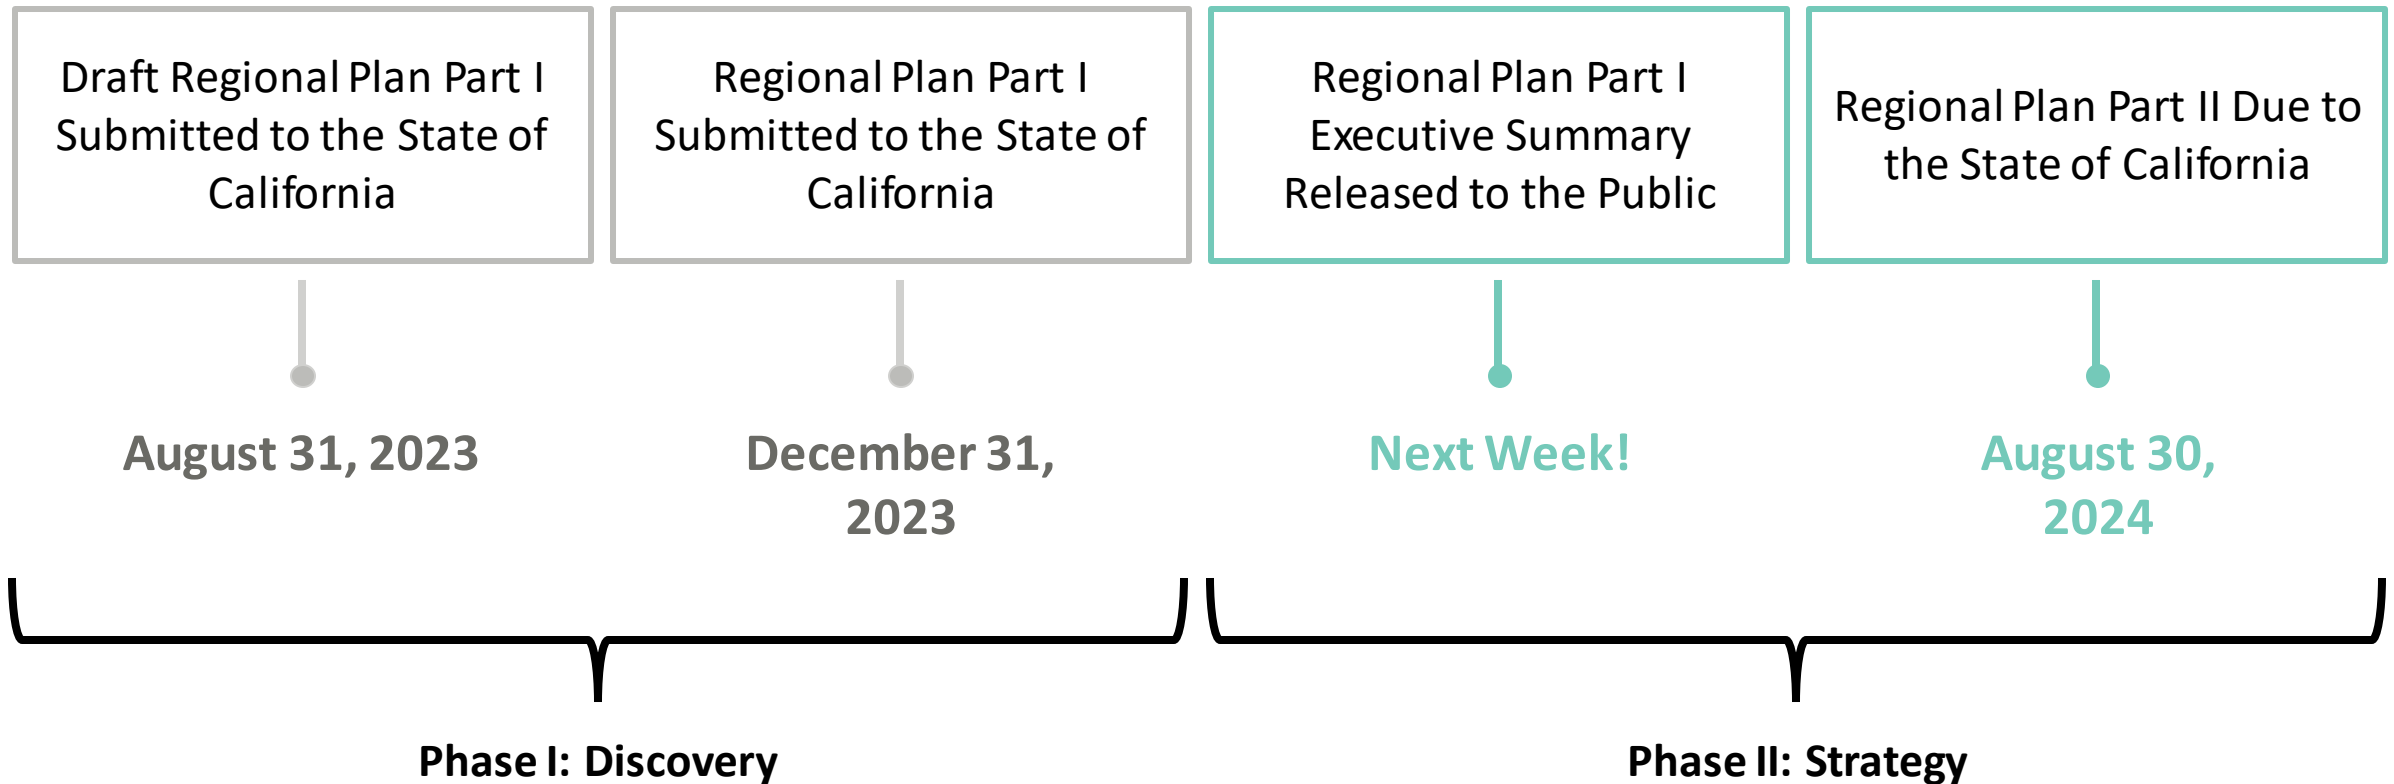 Draft Regional Plan Part I
Submitted to the State of
California
Regional Plan Part I
Submitted to the State of
California
Regional Plan Part I
Executive Summary
Released to the Public
Regional Plan Part II Due to
the State of California
August 31, 2023
December 31,
2023
Next Week!
August 30,
2024
Phase I: Discovery
Phase II: Strategy